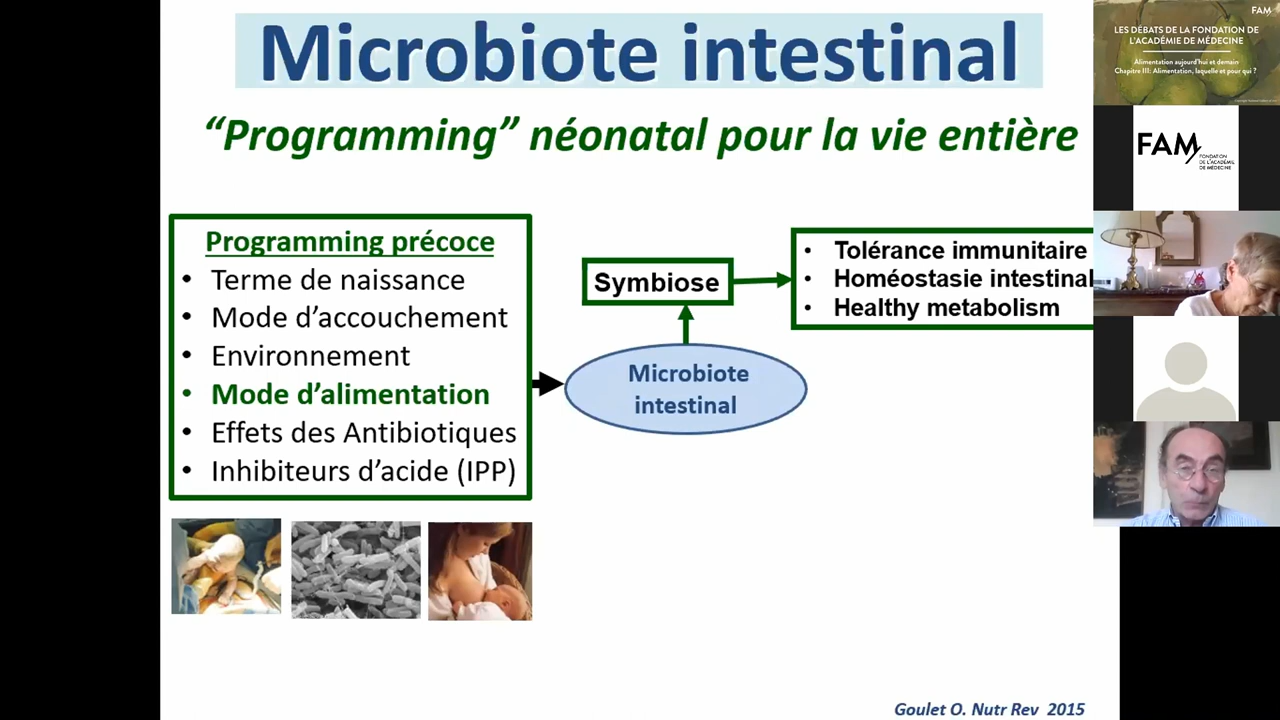 Microbiote intestinal
“Programming” néonatal pour la vie entière
Programming précoce
• Terme de naissance
• Mode d’accouchement
• Environnement
• Mode d’alimentation
• Effets des Antibiotiques
• Inhibiteurs d’acide (IPP)
Symbiose
• Tolérance immunitaire
• Homéostasie intestinal
• Healthy metabolism
Microbiote
intestinal
Goulet O. Nutr Rev 2015
FAM
LES DÉBATS DE LA FONDATION DE
L’ACADÉMIE DE MÉDECINE
Alimentation aujourd’hui et demain
Chapitre III: Alimentation, laquelle et pour qui ?
FAM
FONDATION
DE L’ACADÉMIE
DE MÉDECINE